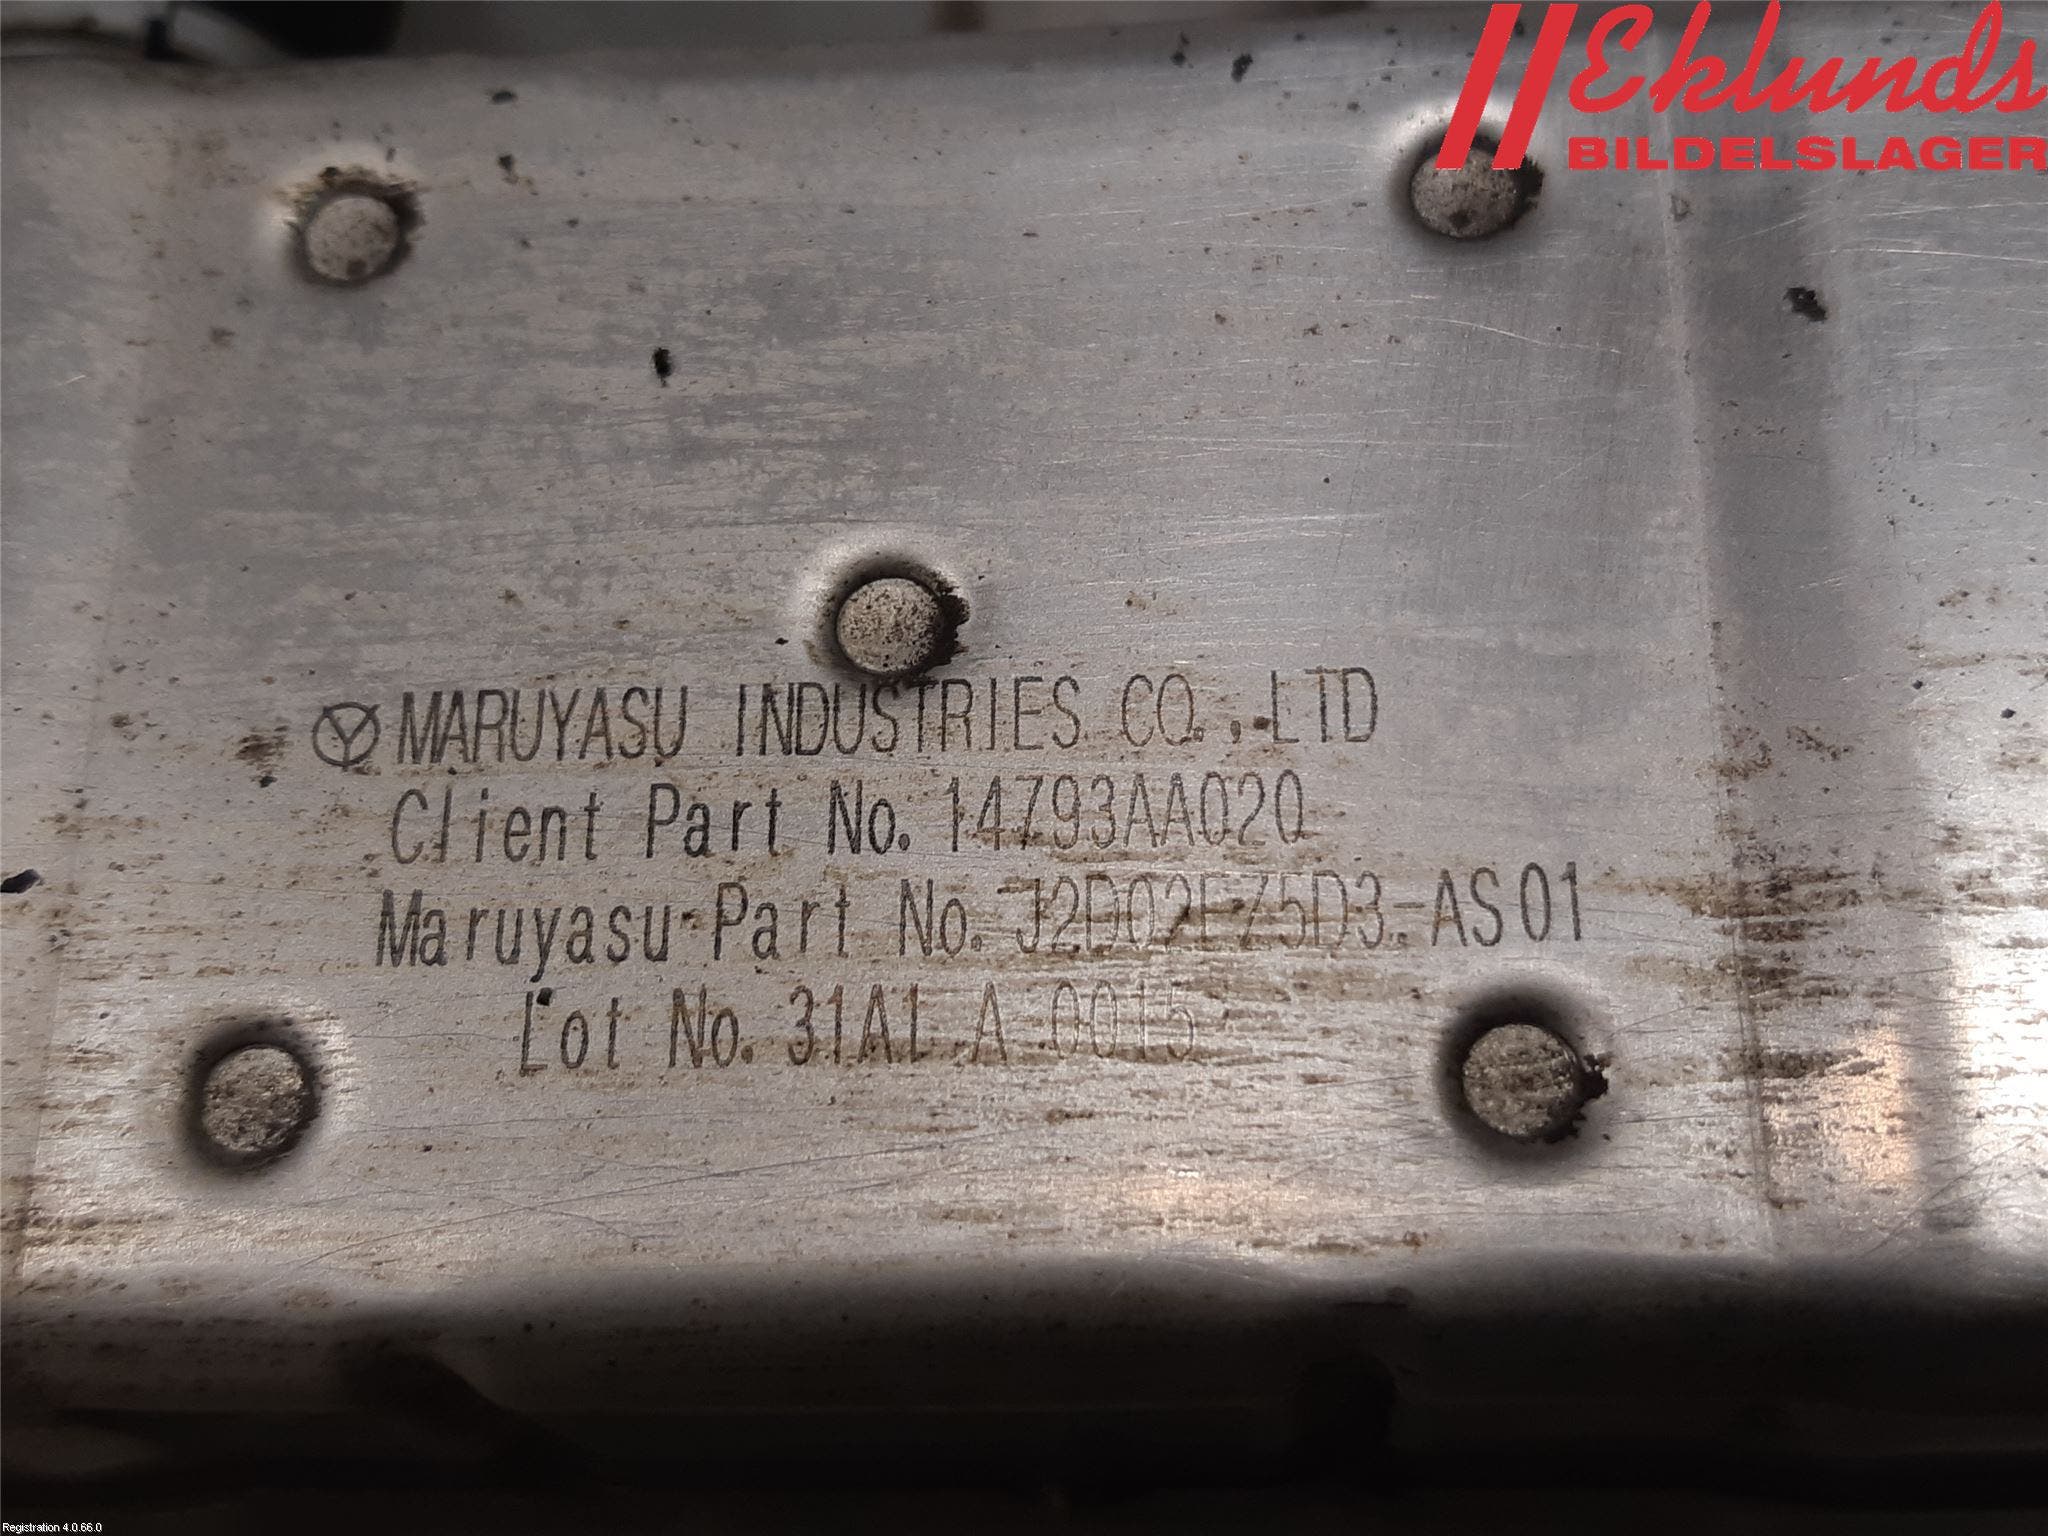 Eklunds
BILDELSLAGER
MARUYASU INDUSTRIES CO.,LTD
Client Part No. 14793AA020
Maruyasu Part No. J2D02EZ5D3-AS01
Lot No. 31A1 A 0015
Registration 4.0.66.0